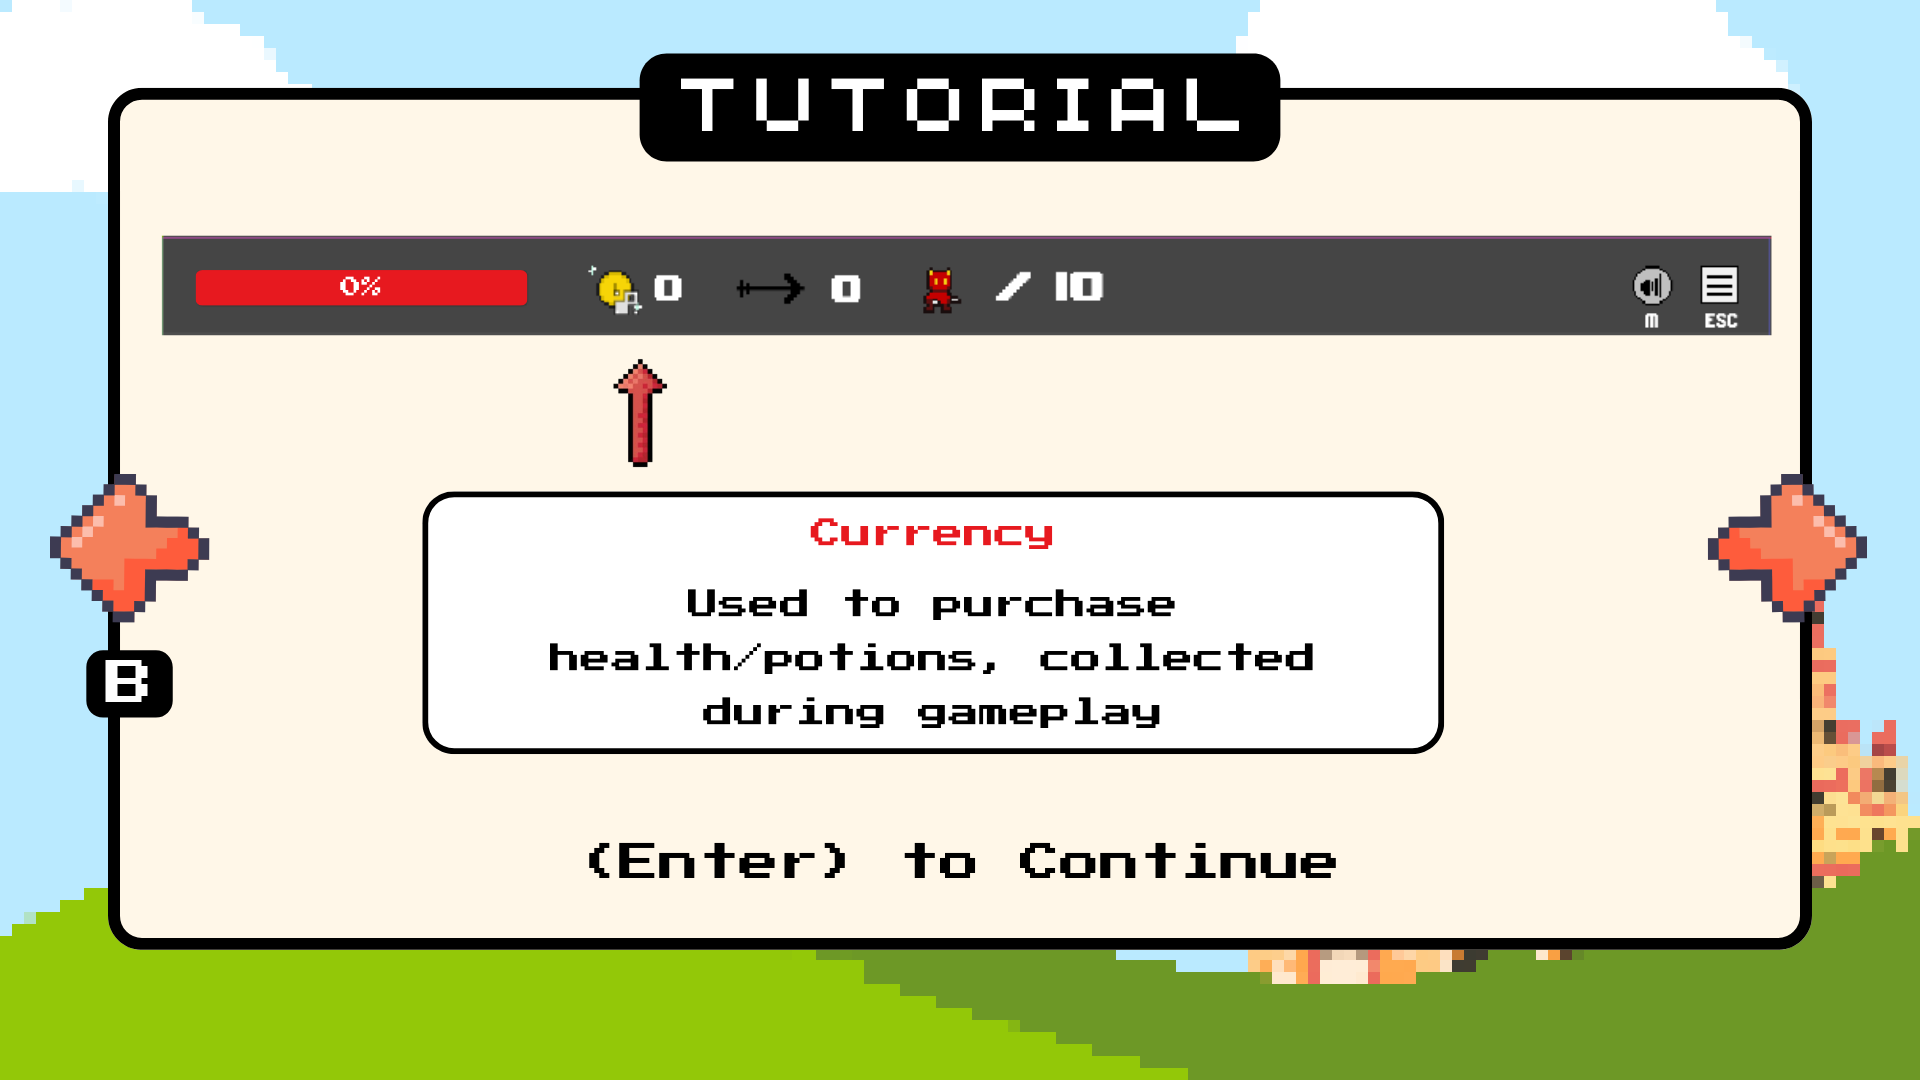 TUTORIAL
0% 0 0 / 10
M ESC
Currency
Used to purchase
health/potions, collected
during gameplay
B
(Enter) to Continue